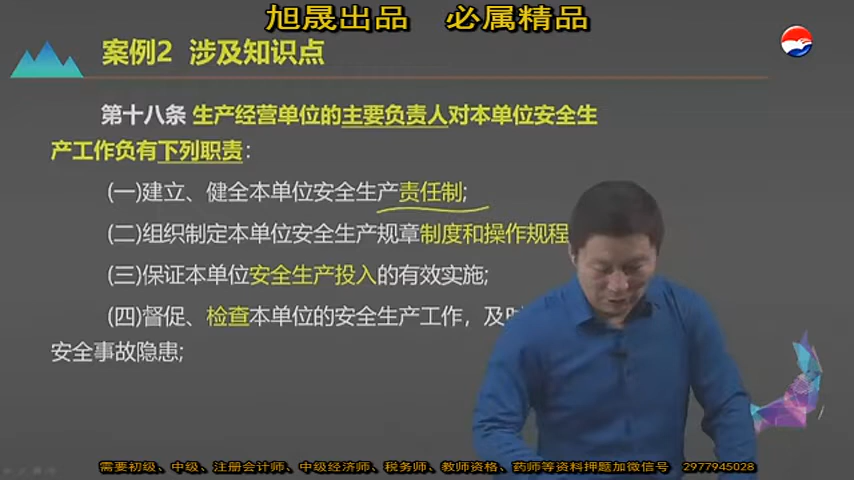 旭晟出品 必属精品
案例2 涉及知识点
第十八条 生产经营单位的主要负责人对本单位安全生
产工作负有下列职责:
(一)建立、健全本单位安全生产责任制;
(二)组织制定本单位安全生产规章制度和操作规程
(三)保证本单位安全生产投入的有效实施;
(四)督促、检查本单位的安全生产工作，及时
安全事故隐患;
需要初级、中级、注册会计师、中级经济师、税务师、教师资格、药师等资料押题加微信号 2977945028